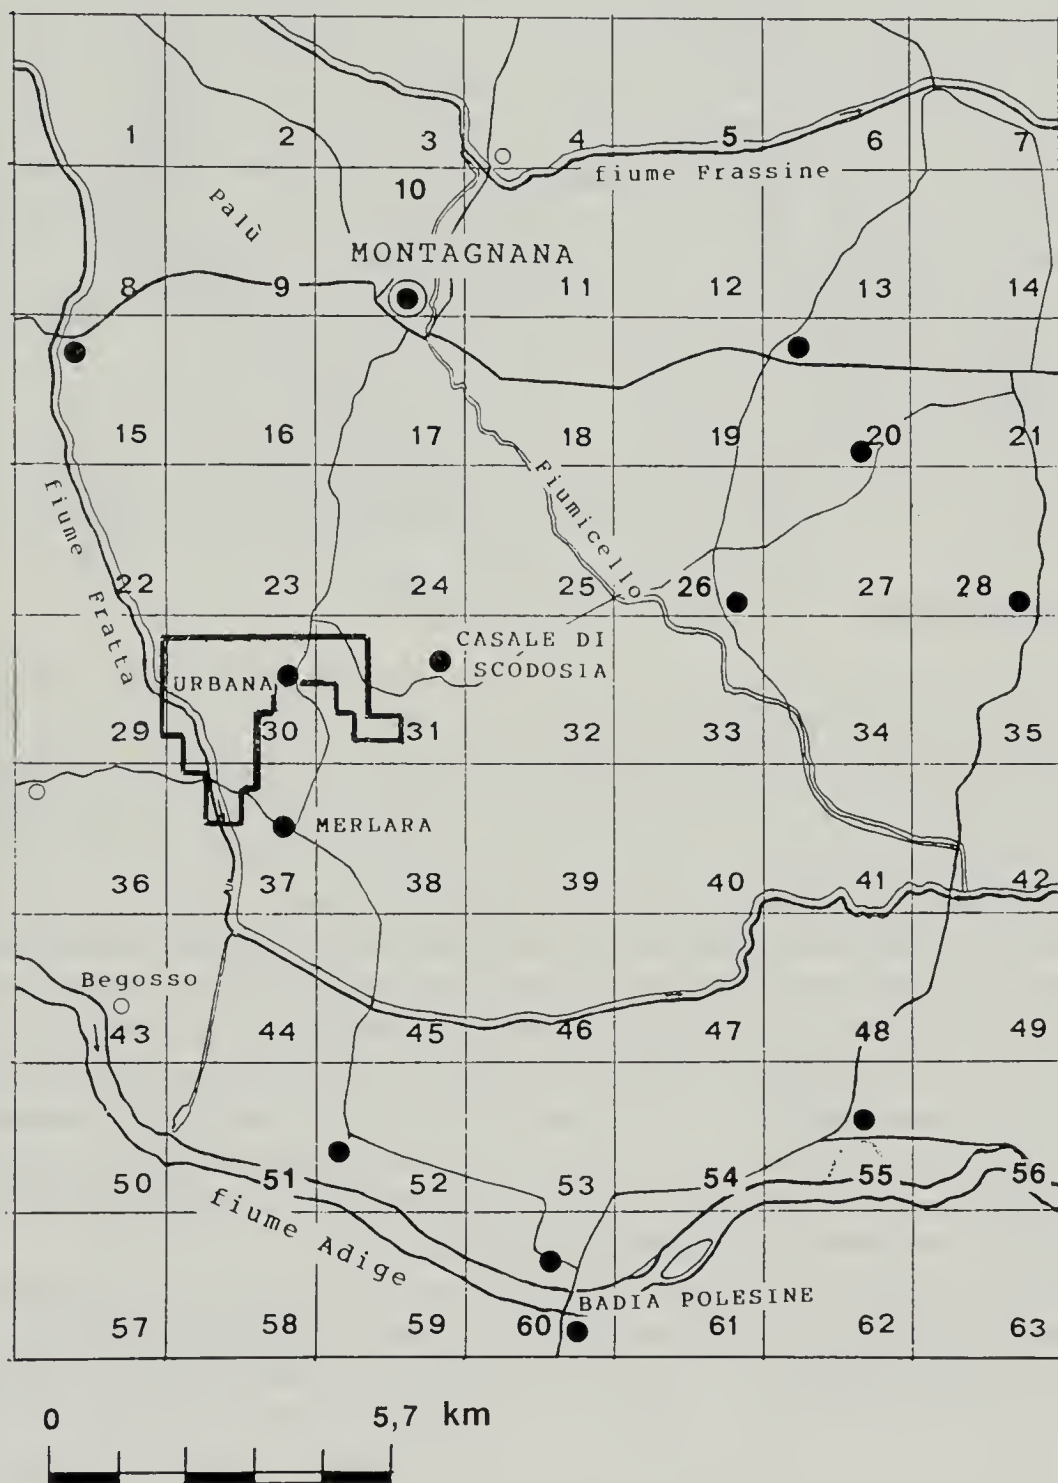 1 2 3 4 5 6 7
fiume Frassine
10
Palù
MONTAGNANA
8 9 11 12 13 14
15 16 17 18 19 20 21
fiume Fratta
Fiumicello
22 23 24 25 26 27 28
CASALE DI
SCÒDOSIA
URBANA
29 30 31 32 33 34 35
MERLARA
36 37 38 39 40 41 42
Begosso
43 44 45 46 47 48 49
50 51 52 53 54 55 56
fiume Adige
BADIA POLESINE
57 58 59 60 61 62 63
0 5,7 km